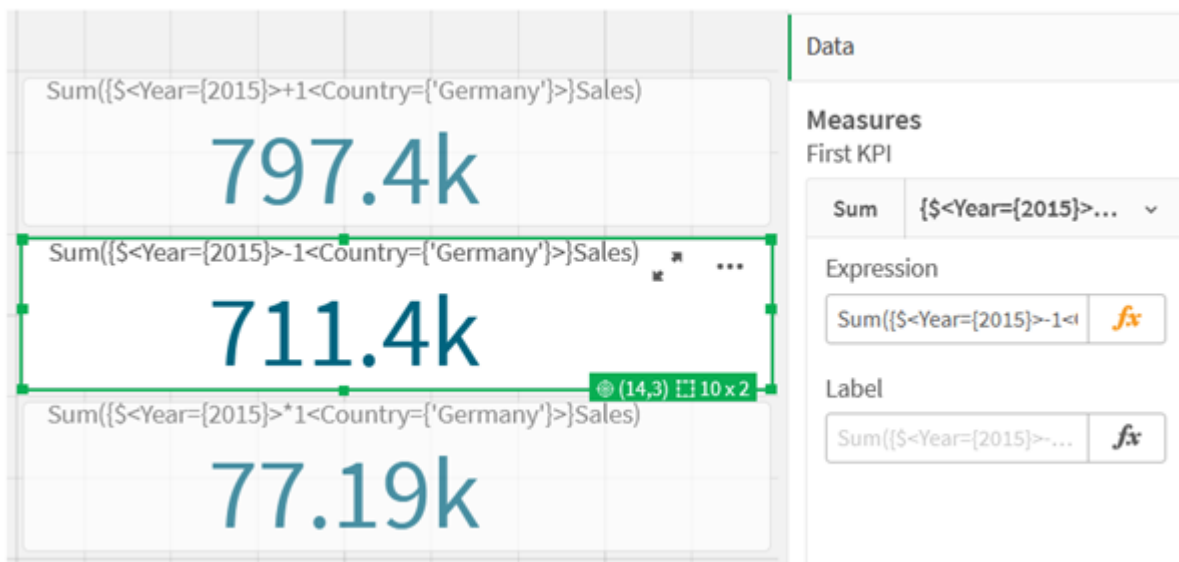 Sum({$<Year={2015}>+1<Country={'Germany'}>}Sales)
797.4k
Sum({$<Year={2015}>-1<Country={'Germany'}>}Sales)
711.4k
(14,3) 10 x 2
Sum({$<Year={2015}>*1<Country={'Germany'}>}Sales)
77.19k
Data
Measures
First KPI
Sum {$<Year={2015}>...
Expression
Sum({$<Year={2015}>-1<( fx
Label
Sum({$<Year={2015}>-... fx